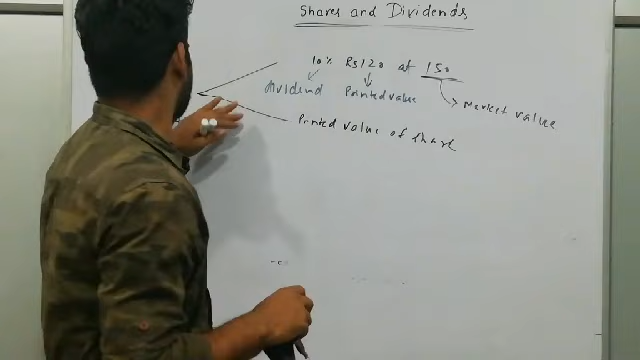 Shares and Dividends
10% Rs120 at 150
dividend Printed value
Market value
Printed value of share